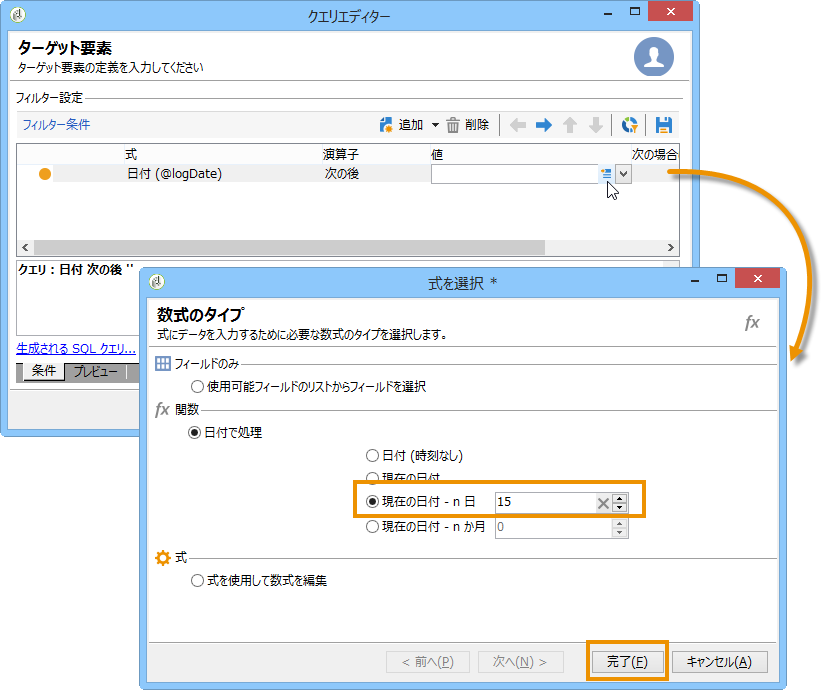 クエリエディター
ターゲット要素
ターゲット要素の定義を入力してください
フィルター設定
フィルター条件
追加
削除
式 演算子 値 次の場合
日付 (@logDate) 次の後
クエリ : 日付 次の後 ''
生成される SQL クエリ...
条件 プレビュー
式を選択 *
数式のタイプ
式にデータを入力するために必要な数式のタイプを選択します。
fx
フィールドのみ
使用可能フィールドのリストからフィールドを選択
fx 関数
日付で処理
日付 (時刻なし)
現在の日付
現在の日付 - n 日 15
現在の日付 - n か月 0
式
式を使用して数式を編集
< 前へ(P)
次へ(N) >
完了(F)
キャンセル(A)